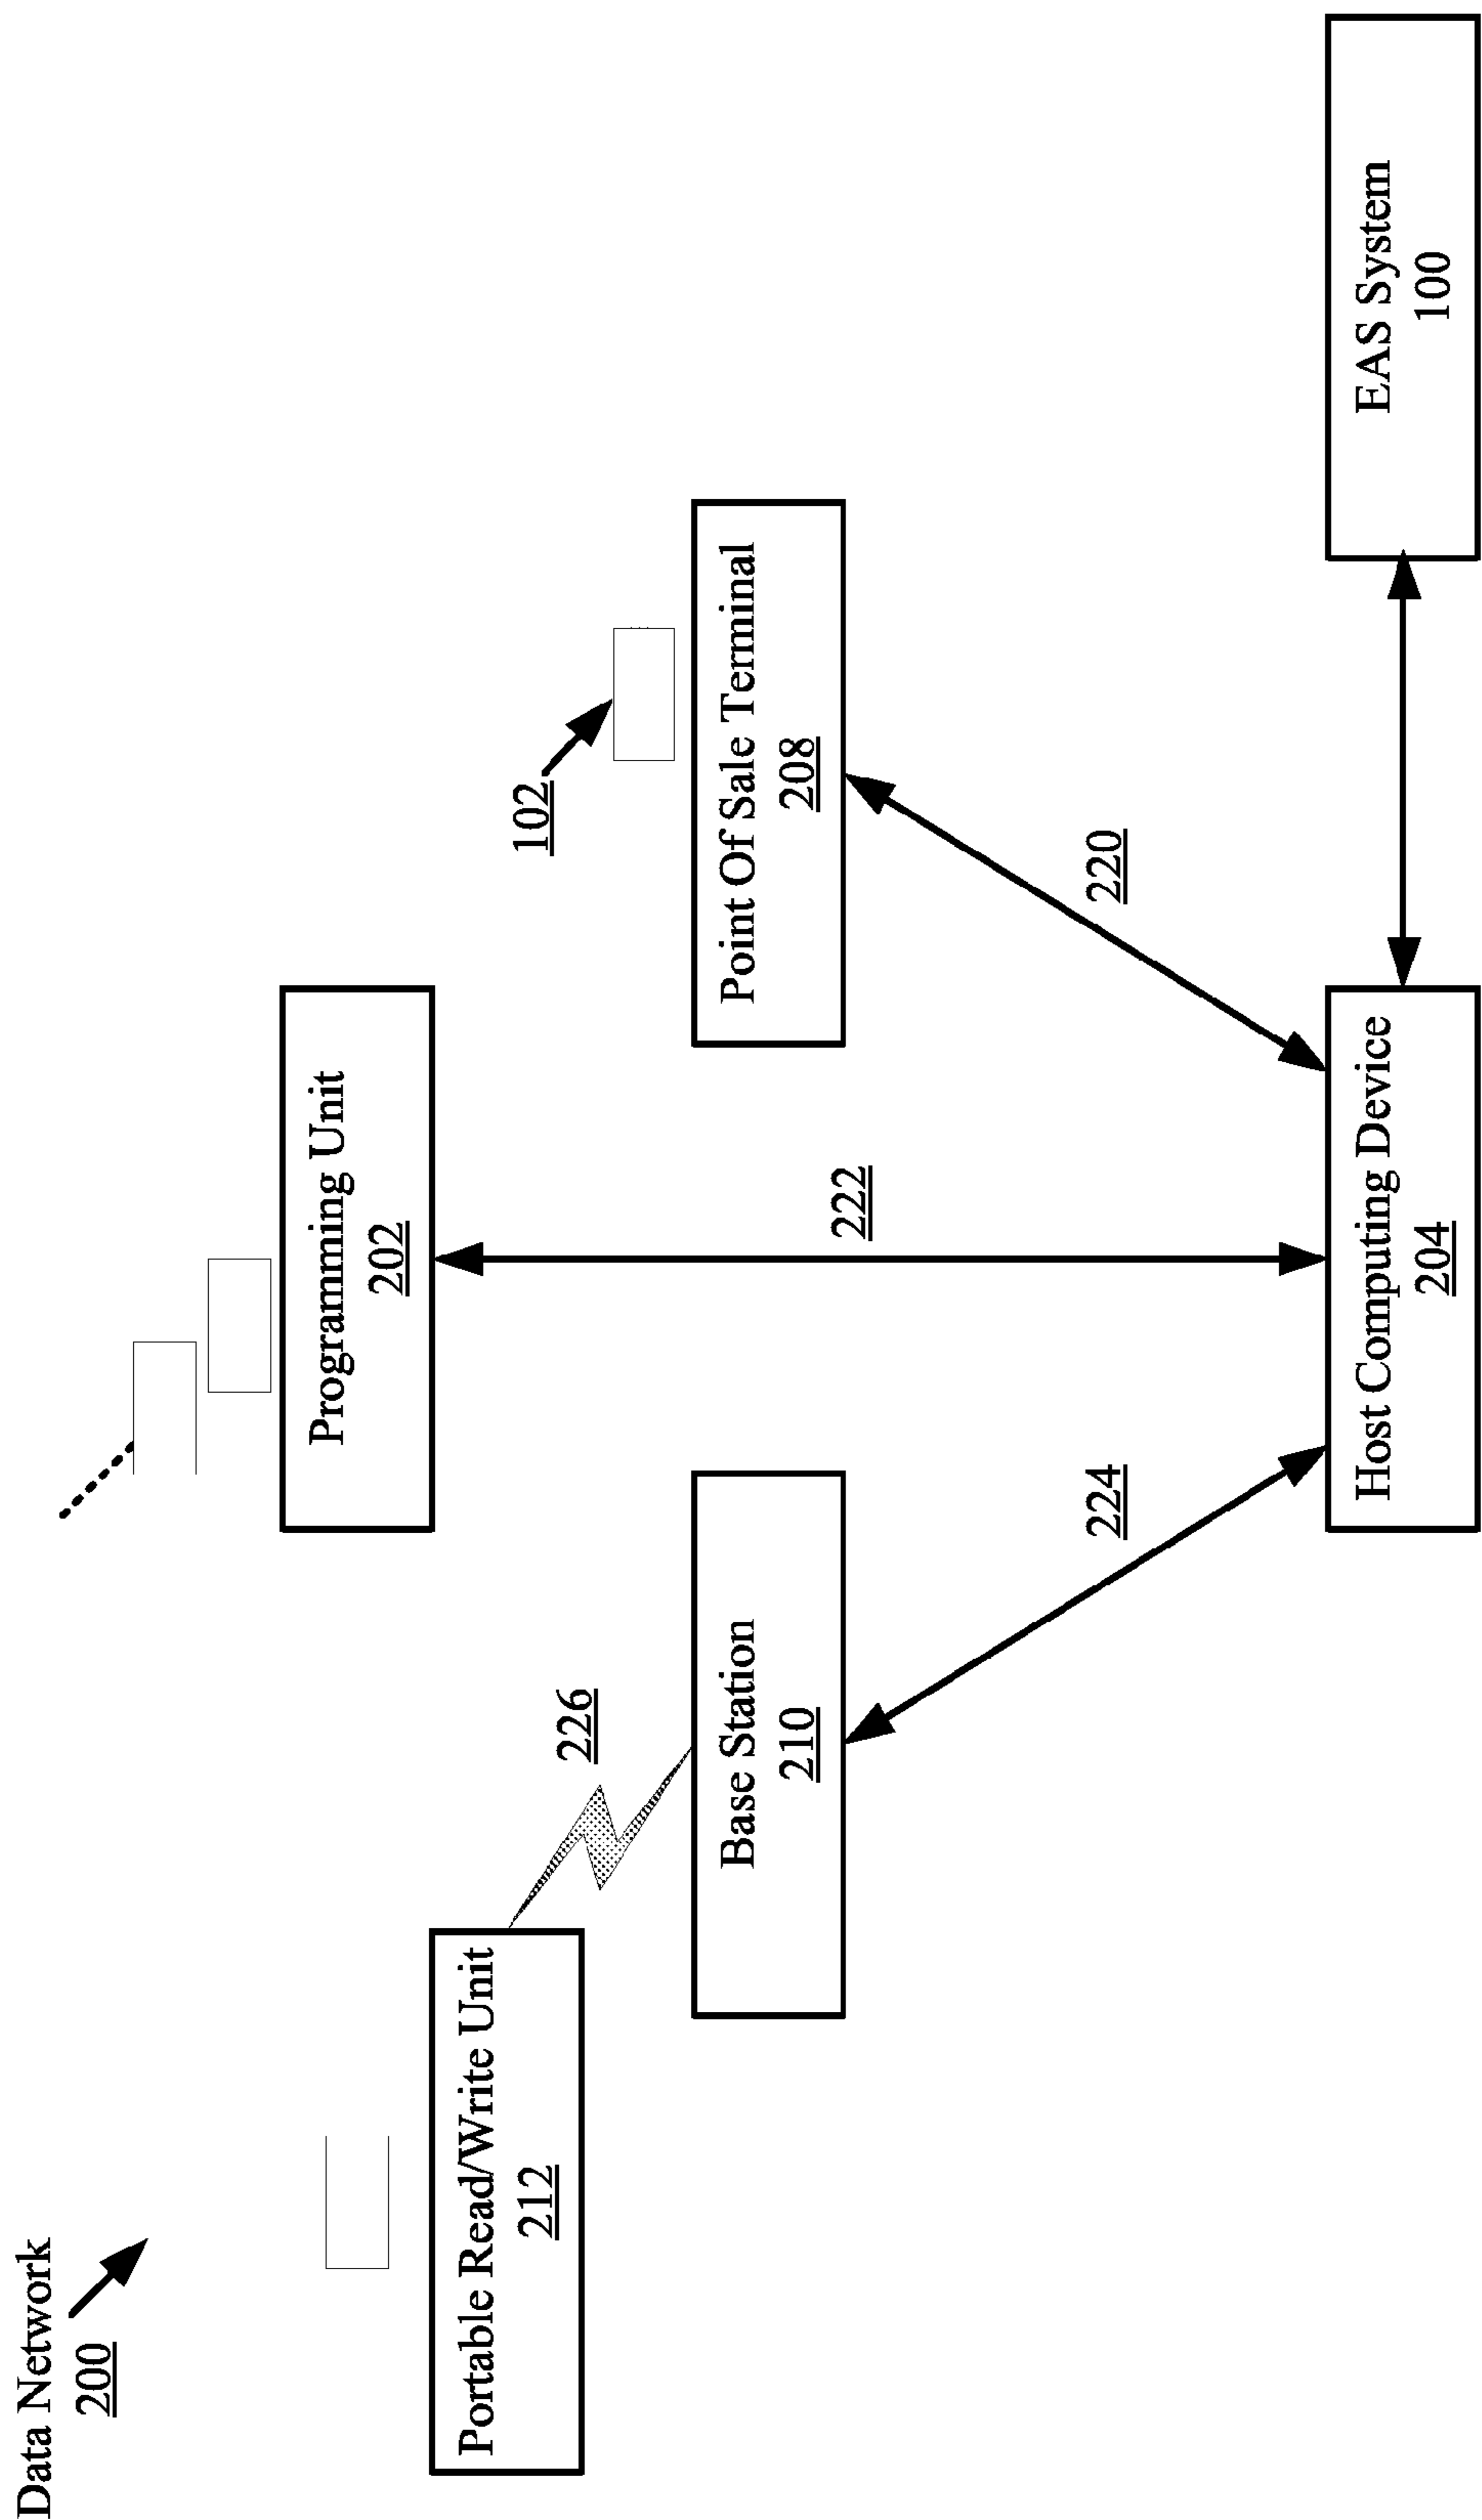 Data Network
200
Programming Unit
202
102
Portable Read/Write Unit
212
226
Base Station
210
Point Of Sale Terminal
208
222
224
220
Host Computing Device
204
EAS System
100